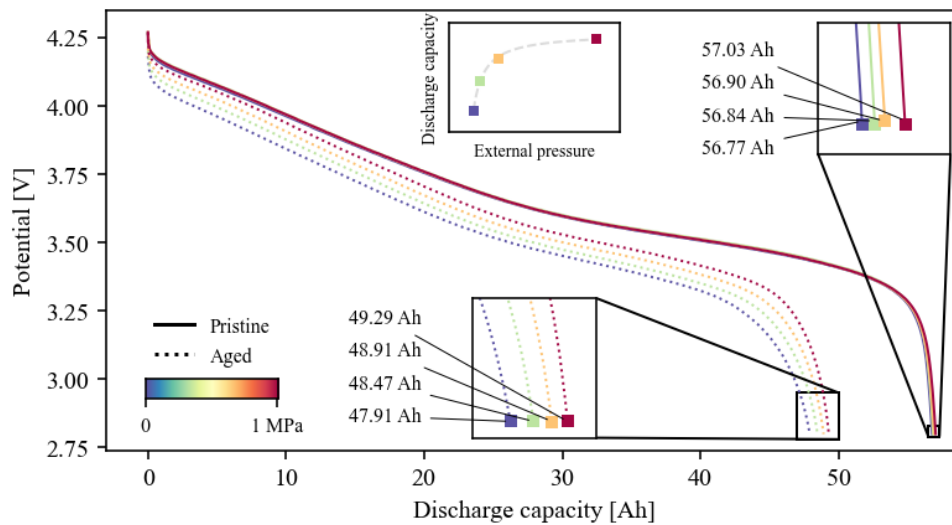 4.25
4.00
3.75
3.50
3.25
3.00
2.75
Potential [V]
0
10
20
30
40
50
Discharge capacity [Ah]
Discharge capacity
External pressure
57.03 Ah
56.90 Ah
56.84 Ah
56.77 Ah
49.29 Ah
48.91 Ah
48.47 Ah
47.91 Ah
Pristine
Aged
0
1 MPa